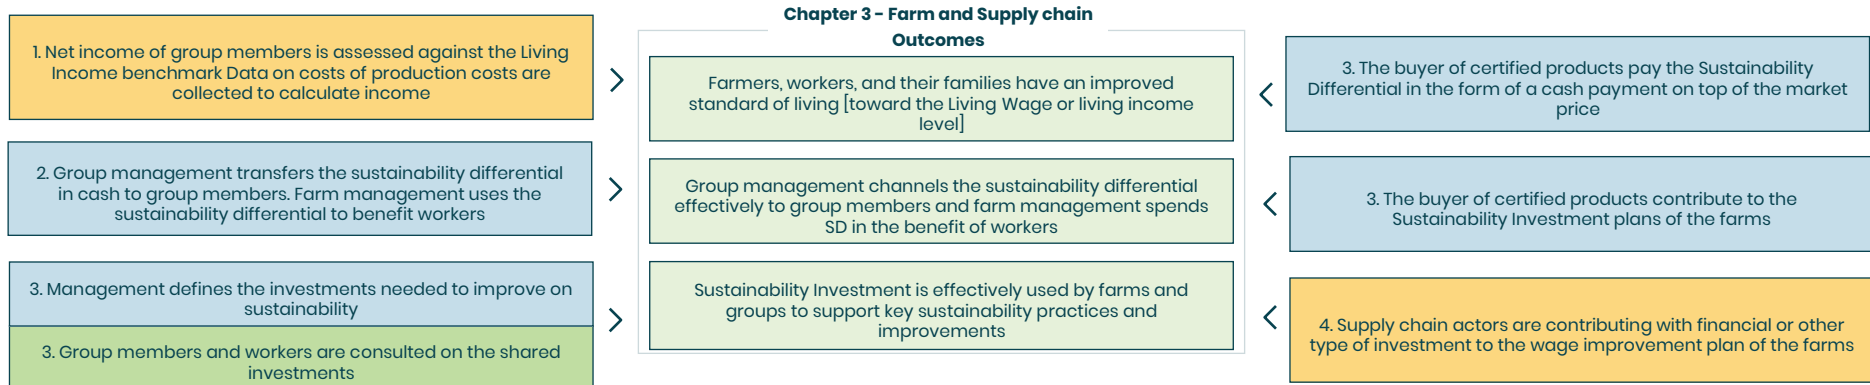 Chapter 3 - Farm and Supply chain
Outcomes
1. Net income of group members is assessed against the Living
Income benchmark Data on costs of production costs are
collected to calculate income
2. Group management transfers the sustainability differential
in cash to group members. Farm management uses the
sustainability differential to benefit workers
3. Management defines the investments needed to improve on
sustainability
3. Group members and workers are consulted on the shared
investments
Farmers, workers, and their families have an improved
standard of living [toward the Living Wage or living income
level]
Group management channels the sustainability differential
effectively to group members and farm management spends
SD in the benefit of workers
Sustainability Investment is effectively used by farms and
groups to support key sustainability practices and
improvements
3. The buyer of certified products pay the Sustainability
Differential in the form of a cash payment on top of the market
price
3. The buyer of certified products contribute to the
Sustainability Investment plans of the farms
4. Supply chain actors are contributing with financial or other
type of investment to the wage improvement plan of the farms